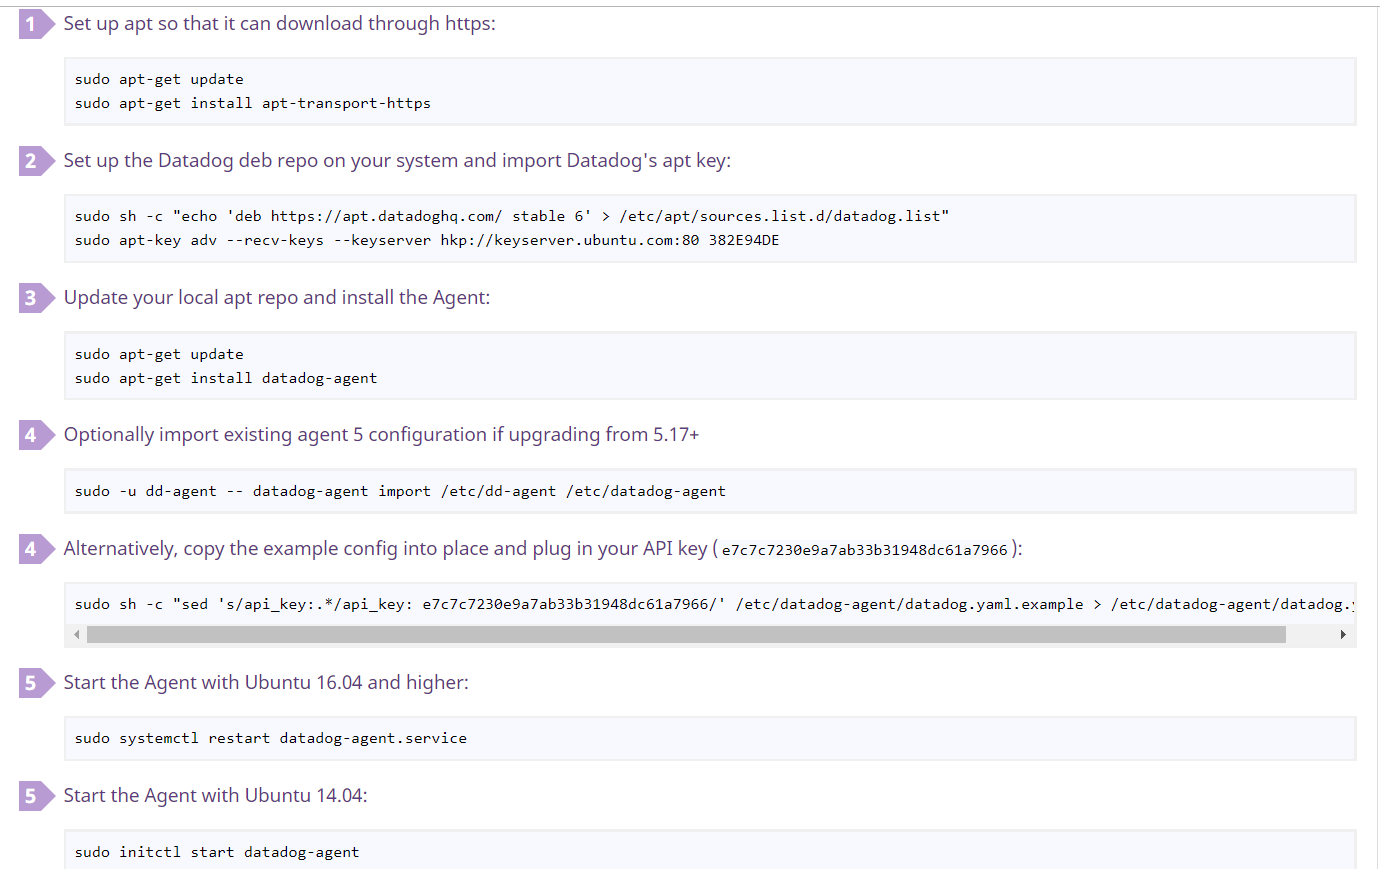 1 Set up apt so that it can download through https:
sudo apt-get update
sudo apt-get install apt-transport-https
2 Set up the Datadog deb repo on your system and import Datadog's apt key:
sudo sh -c "echo 'deb https://apt.datadoghq.com/ stable 6' > /etc/apt/sources.list.d/datadog.list"
sudo apt-key adv --recv-keys --keyserver hkp://keyserver.ubuntu.com:80 382E94DE
3 Update your local apt repo and install the Agent:
sudo apt-get update
sudo apt-get install datadog-agent
4 Optionally import existing agent 5 configuration if upgrading from 5.17+
sudo -u dd-agent -- datadog-agent import /etc/dd-agent /etc/datadog-agent
4 Alternatively, copy the example config into place and plug in your API key (e7c7c7230e9a7ab33b31948dc61a7966):
sudo sh -c "sed 's/api_key:.*/api_key: e7c7c7230e9a7ab33b31948dc61a7966/' /etc/datadog-agent/datadog.yaml.example > /etc/datadog-agent/datadog.
5 Start the Agent with Ubuntu 16.04 and higher:
sudo systemctl restart datadog-agent.service
5 Start the Agent with Ubuntu 14.04:
sudo initctl start datadog-agent